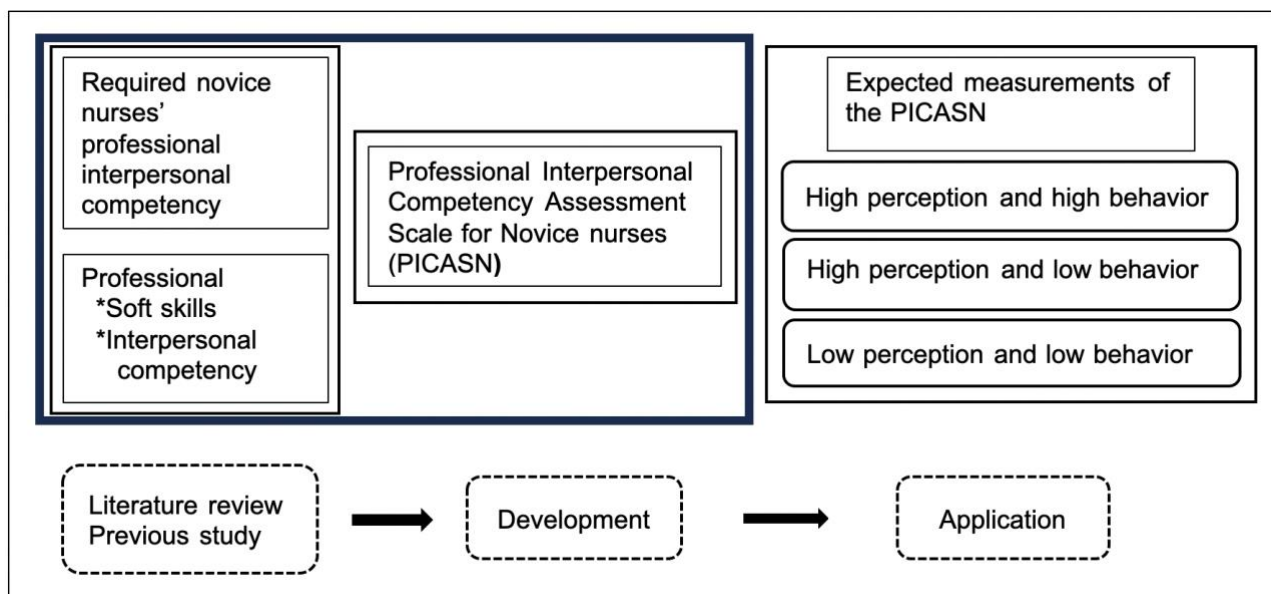 Required novice
nurses'
professional
interpersonal
competency
Professional
*Soft skills
*Interpersonal
competency
Professional Interpersonal
Competency Assessment
Scale for Novice nurses
(PICASN)
Expected measurements of
the PICASN
High perception and high behavior
High perception and low behavior
Low perception and low behavior
Literature review
Previous study
Development
Application